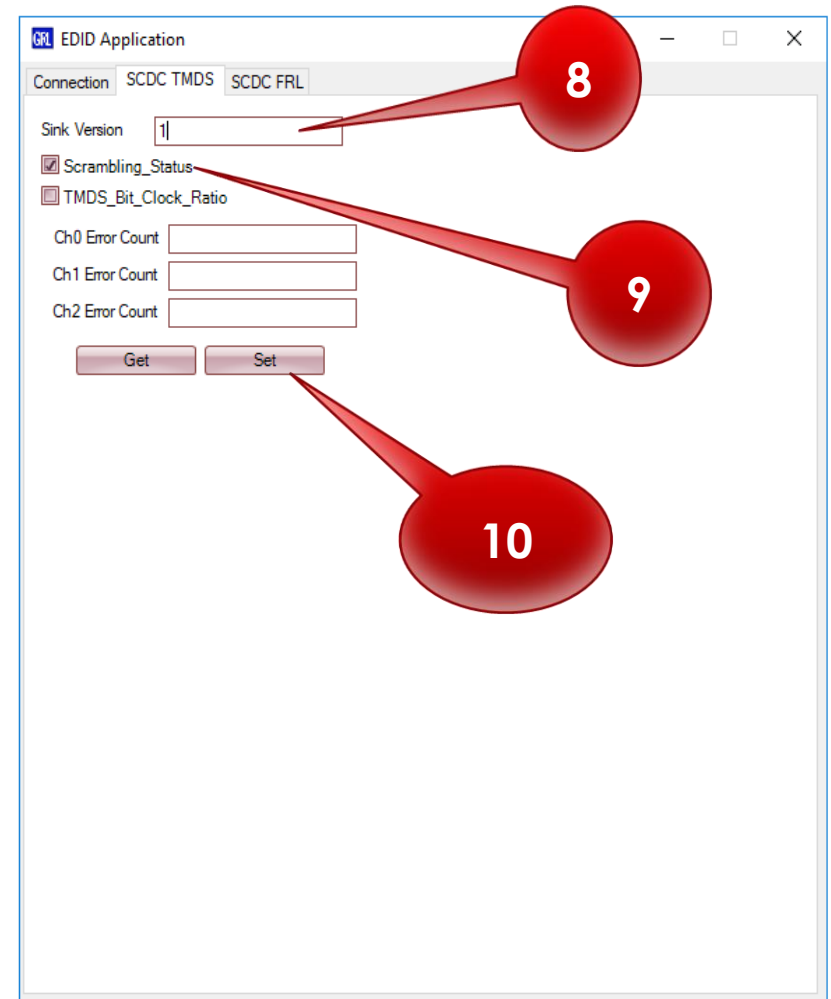 GRL EDID Application
8
Connection SCDC TMDS SCDC FRL
Sink Version 1
Scrambling_Status
TMDS_Bit_Clock_Ratio
Ch0 Error Count
9
Ch1 Error Count
Ch2 Error Count
Get Set
10